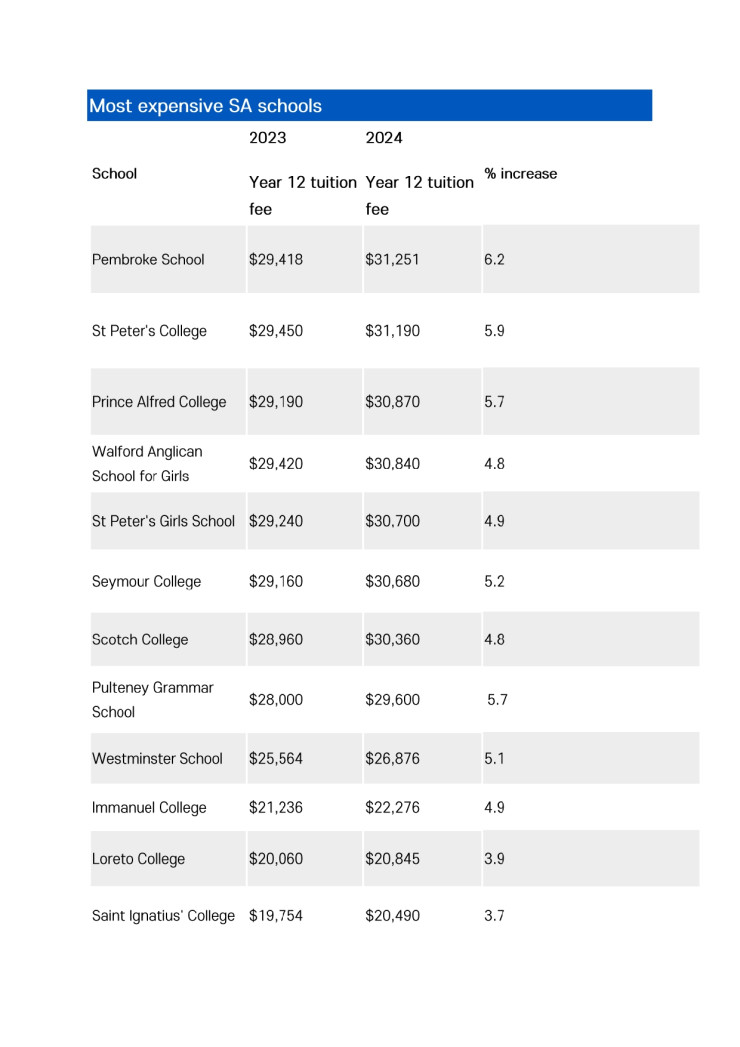 Most expensive SA schools
2023 2024
School % increase
Year 12 tuition Year 12 tuition
fee fee
Pembroke School $29,418 $31,251 6.2
St Peter's College $29,450 $31,190 5.9
Prince Alfred College $29,190 $30,870 5.7
Walford Anglican
School for Girls $29,420 $30,840 4.8
St Peter's Girls School $29,240 $30,700 4.9
Seymour College $29,160 $30,680 5.2
Scotch College $28,960 $30,360 4.8
Pulteney Grammar
School $28,000 $29,600 5.7
Westminster School $25,564 $26,876 5.1
Immanuel College $21,236 $22,276 4.9
Loreto College $20,060 $20,845 3.9
Saint Ignatius' College $19,754 $20,490 3.7